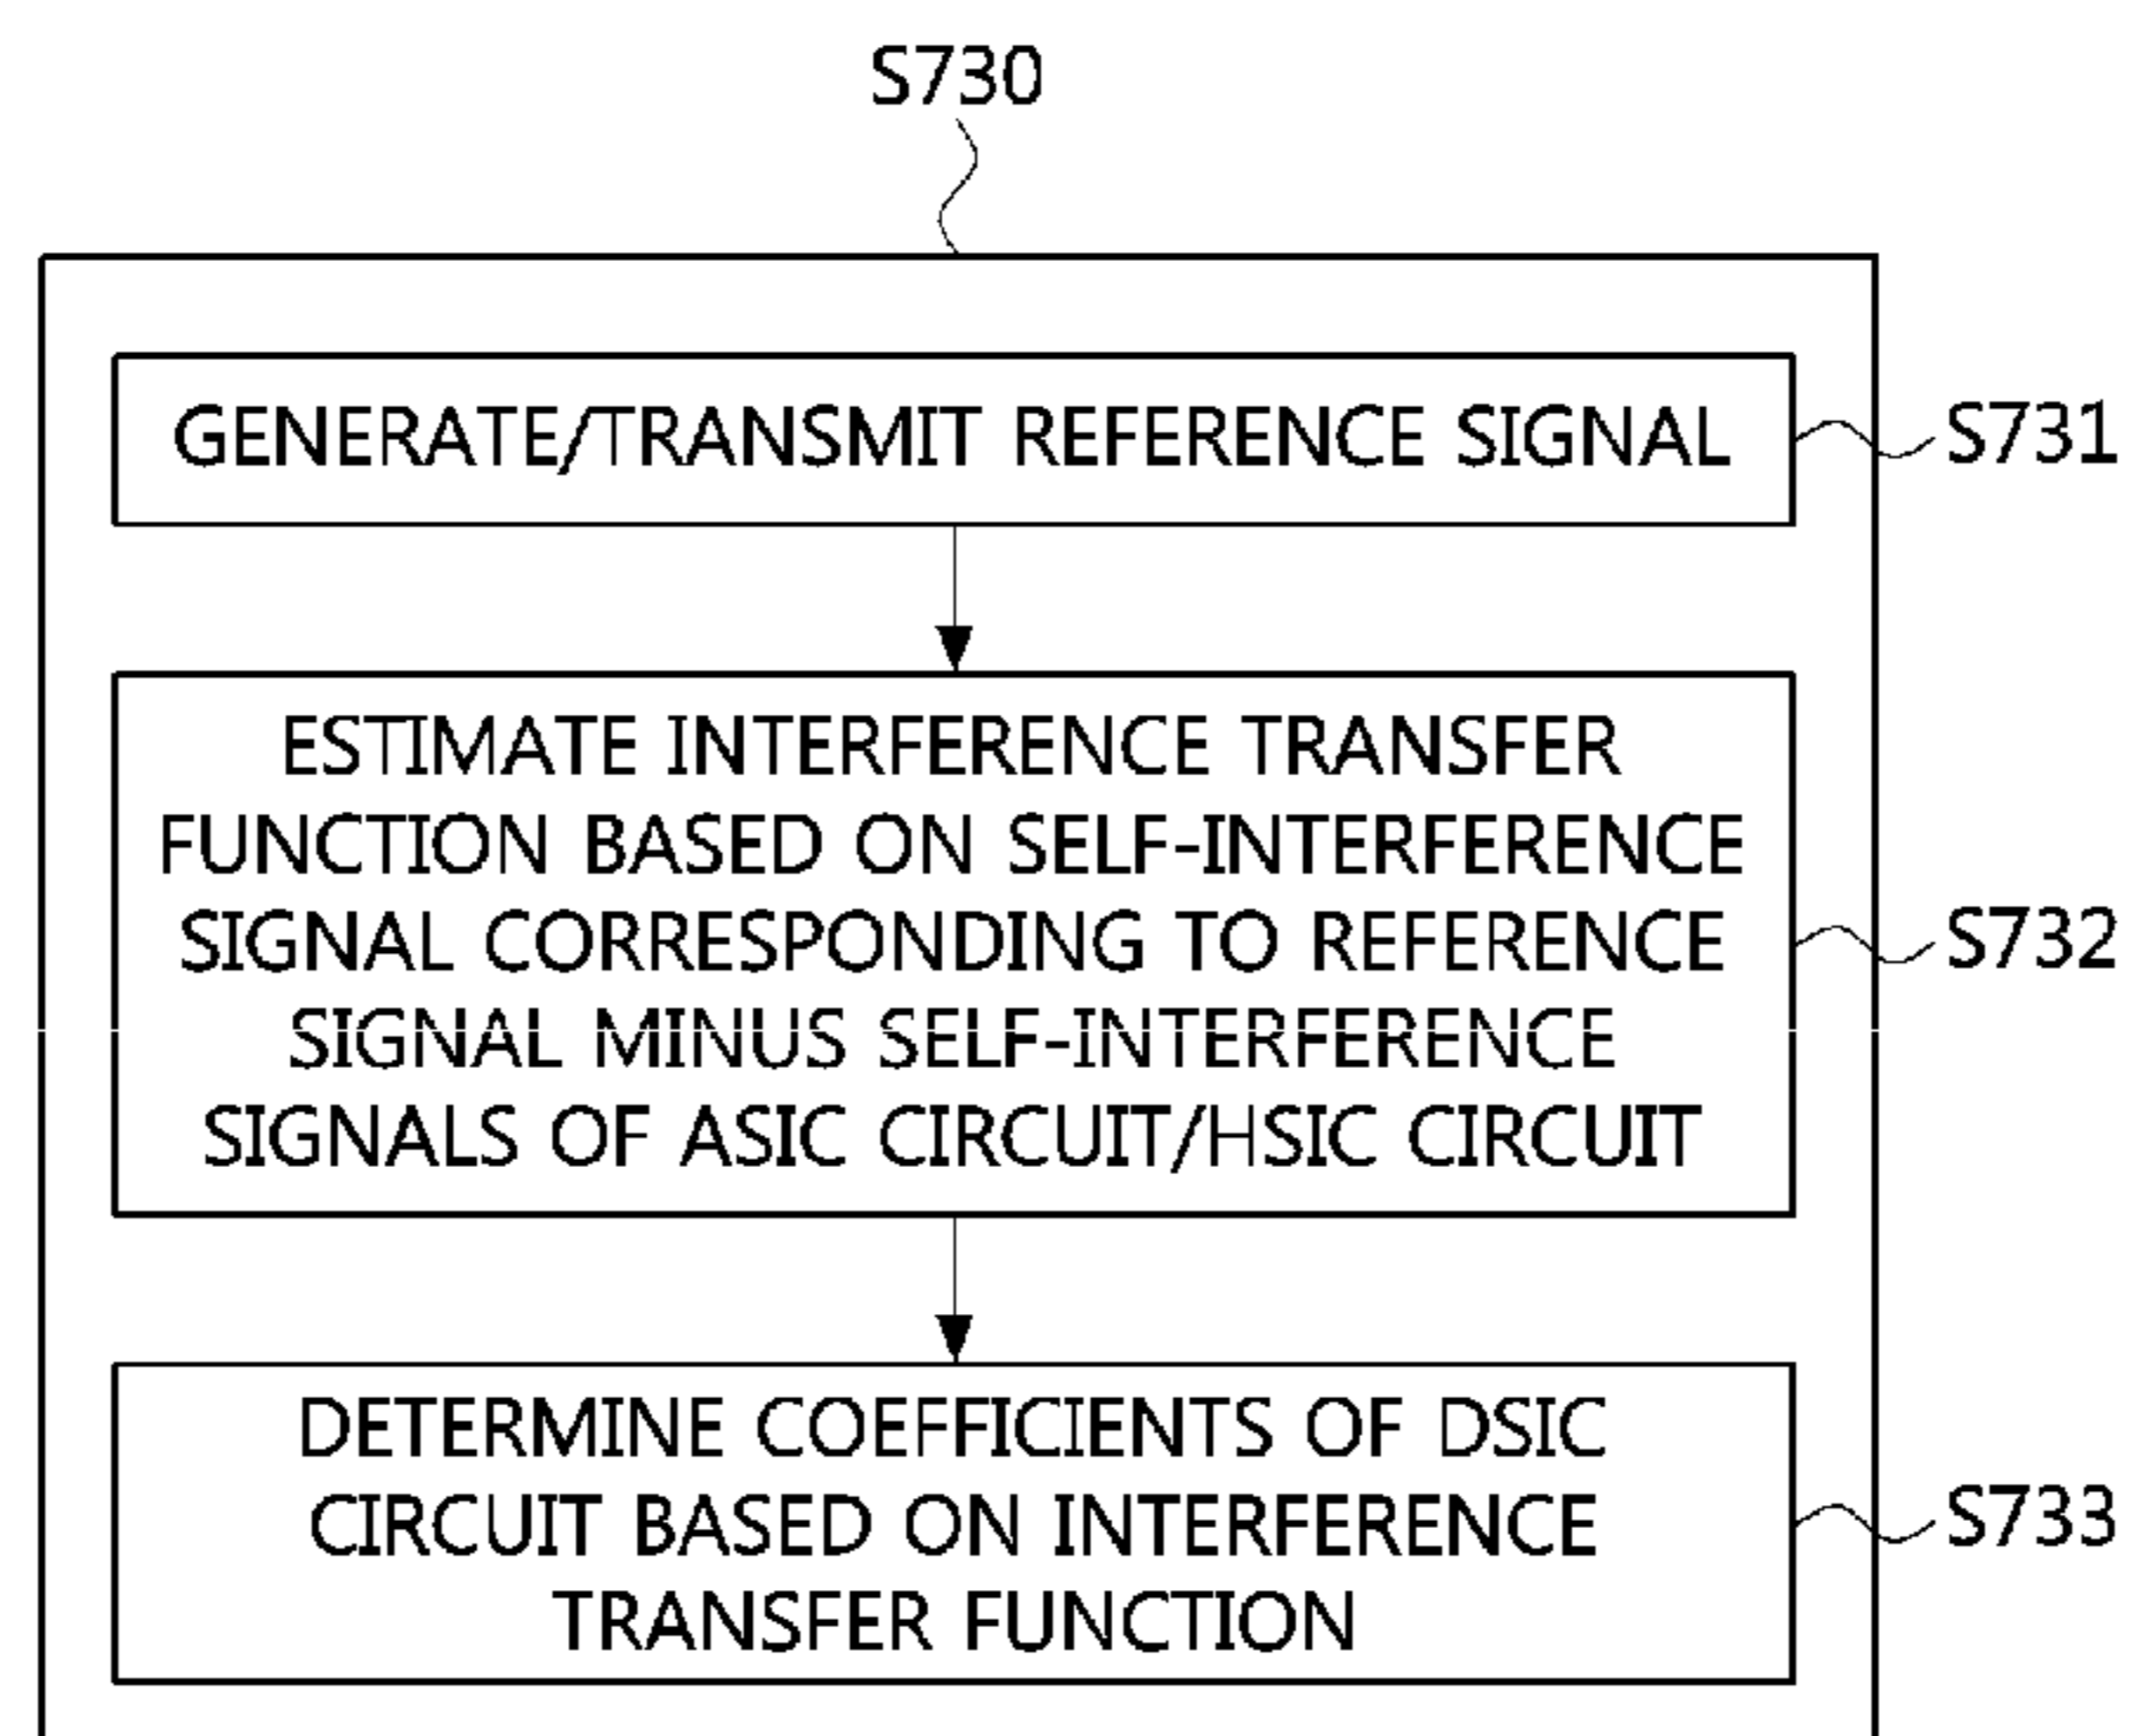 S730
GENERATE/TRANSMIT REFERENCE SIGNAL
S731
ESTIMATE INTERFERENCE TRANSFER
FUNCTION BASED ON SELF-INTERFERENCE
SIGNAL CORRESPONDING TO REFERENCE
SIGNAL MINUS SELF-INTERFERENCE
SIGNALS OF ASIC CIRCUIT/HSIC CIRCUIT
S732
DETERMINE COEFFICIENTS OF DSIC
CIRCUIT BASED ON INTERFERENCE
TRANSFER FUNCTION
S733